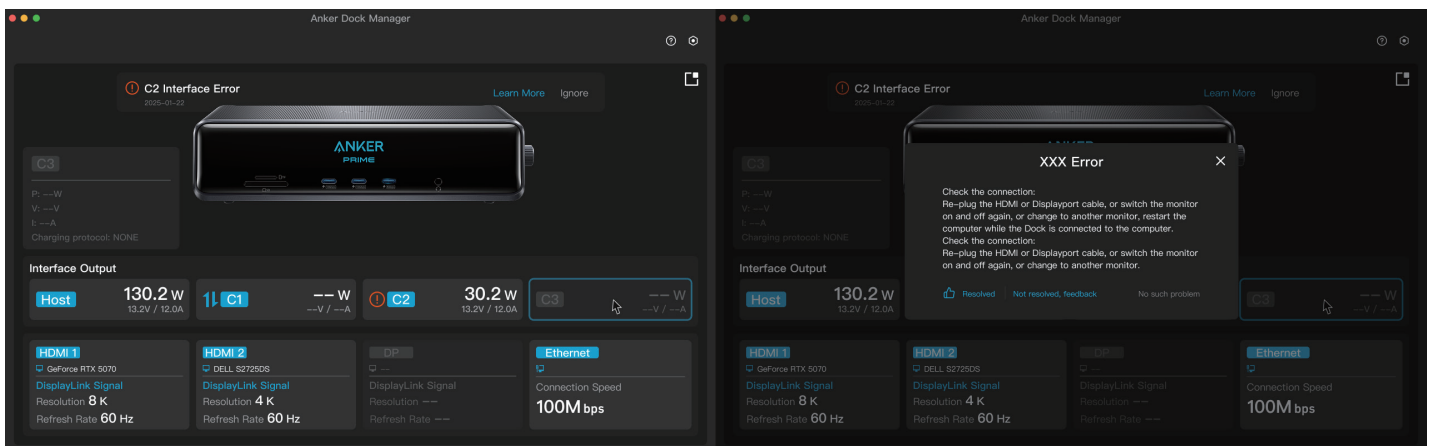 Anker Dock Manager
C2 Interface Error
2025-01-22
Learn More
Ignore
ANKER
PRIME
C3
P: --W
V: --V
I: --A
Charging protocol: NONE
Interface Output
Host
130.2 W
13.2V / 12.0A
C1
-- W
--V / --A
C2
30.2 W
13.2V / 12.0A
C3
-- W
--V / --A
HDMI 1
GeForce RTX 5070
DisplayLink Signal
Resolution 8 K
Refresh Rate 60 Hz
HDMI 2
DELL S2725DS
DisplayLink Signal
Resolution 4 K
Refresh Rate 60 Hz
DP
--
DisplayLink Signal
Resolution --
Refresh Rate --
Ethernet
Connection Speed
100M bps
Anker Dock Manager
C2 Interface Error
2025-01-22
Learn More
Ignore
XXX Error
Check the connection:
Re-plug the HDMI or Displayport cable, or switch the monitor
on and off again, or change to another monitor, restart the
computer while the Dock is connected to the computer.
Check the connection:
Re-plug the HDMI or Displayport cable, or switch the monitor
on and off again, or change to another monitor.
Resolved
Not resolved, feedback
No such problem
C3
P: --W
V: --V
I: --A
Charging protocol: NONE
Interface Output
Host
130.2 W
13.2V / 12.0A
C3
-- W
--V / --A
HDMI 1
GeForce RTX 5070
DisplayLink Signal
Resolution 8 K
Refresh Rate 60 Hz
HDMI 2
DELL S2725DS
DisplayLink Signal
Resolution 4 K
Refresh Rate 60 Hz
DP
--
DisplayLink Signal
Resolution --
Refresh Rate --
Ethernet
Connection Speed
100M bps